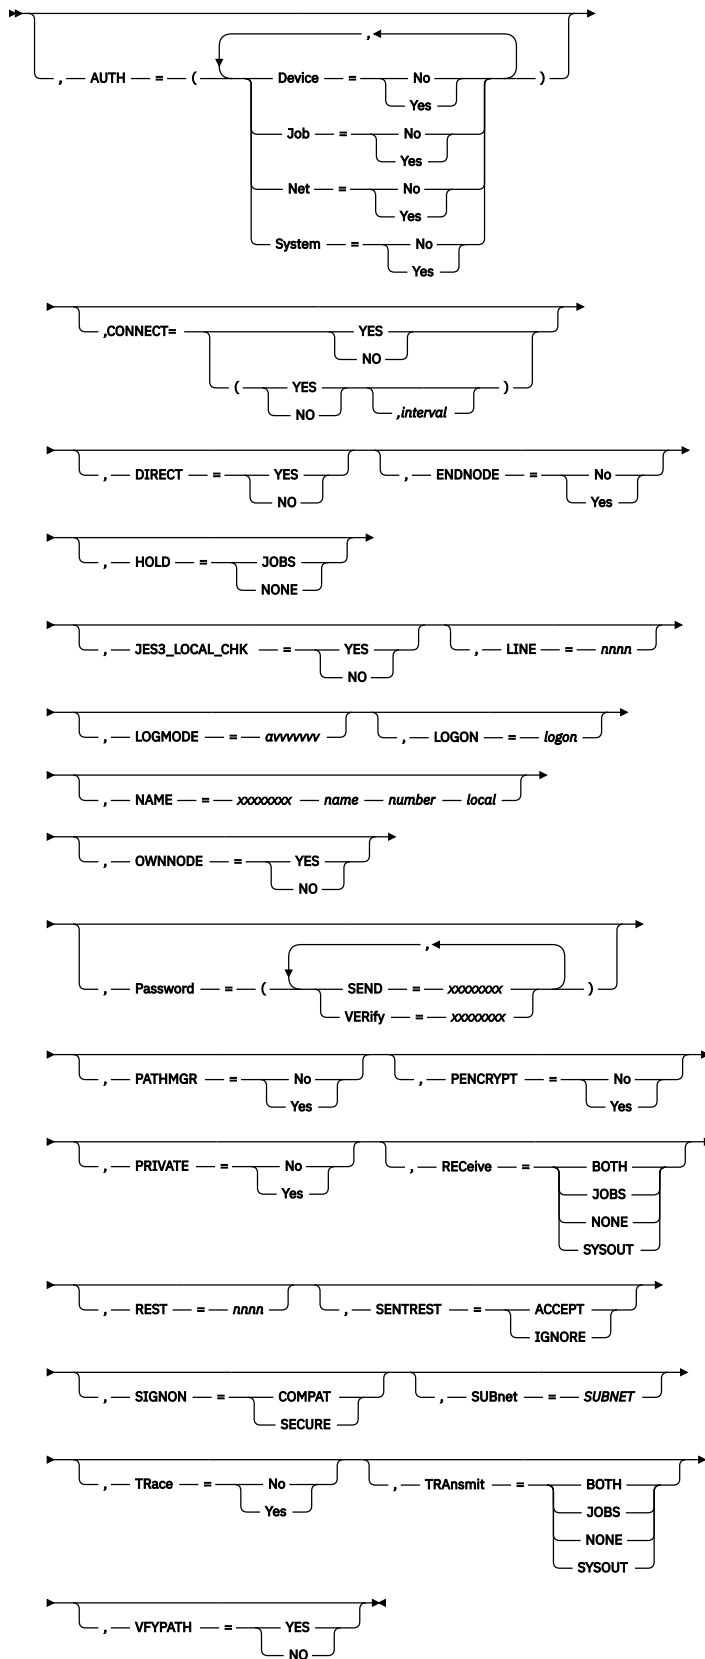 ,
, AUTH = ( Device = No )
Yes
Job = No
Yes
Net = No
Yes
System = No
Yes
,CONNECT= YES
NO
( YES )
NO ,interval
, DIRECT = YES , ENDNODE = No
NO Yes
, HOLD = JOBS
NONE
, JES3_LOCAL_CHK = YES , LINE = nnnn
NO
, LOGMODE = avvvvvvv , LOGON = logon
, NAME = xxxxxxxx name number local
, OWNNODE = YES
NO
,
, Password = ( SEND = xxxxxxxx )
VERify = xxxxxxxx
, PATHMGR = No , PENCRYPT = No
Yes Yes
, PRIVATE = No , RECeive = BOTH
Yes JOBS
NONE
SYSOUT
, REST = nnnn , SENTREST = ACCEPT
IGNORE
, SIGNON = COMPAT , SUBnet = SUBNET
SECURE
, TRace = No , TRAnsmit = BOTH
Yes JOBS
NONE
SYSOUT
, VFYPATH = YES
NO